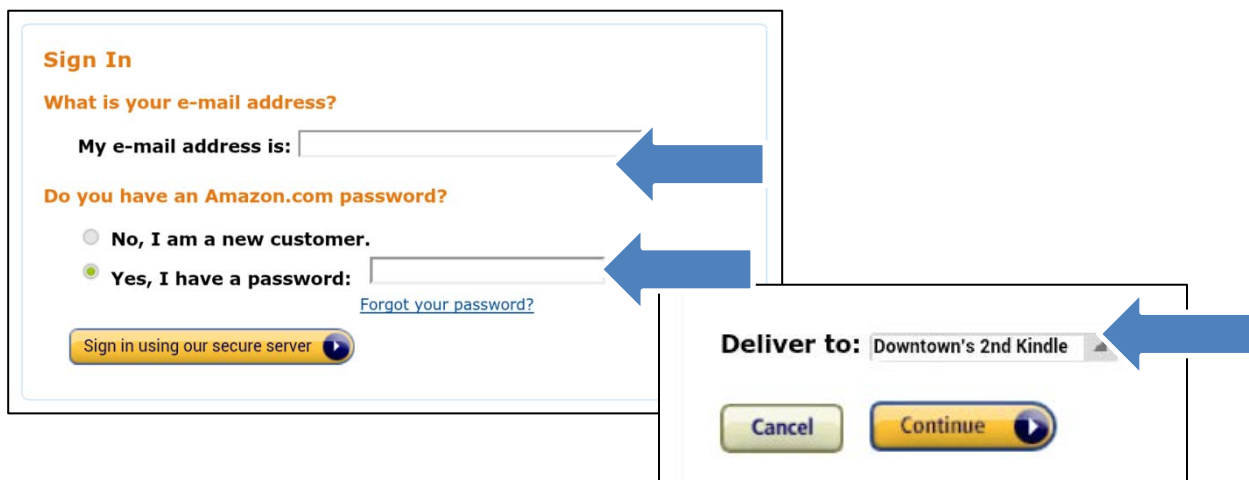 Sign In
What is your e-mail address?
My e-mail address is:
Do you have an Amazon.com password?
No, I am a new customer.
Yes, I have a password:
Forgot your password?
Sign in using our secure server
Deliver to: Downtown's 2nd Kindle
Cancel Continue